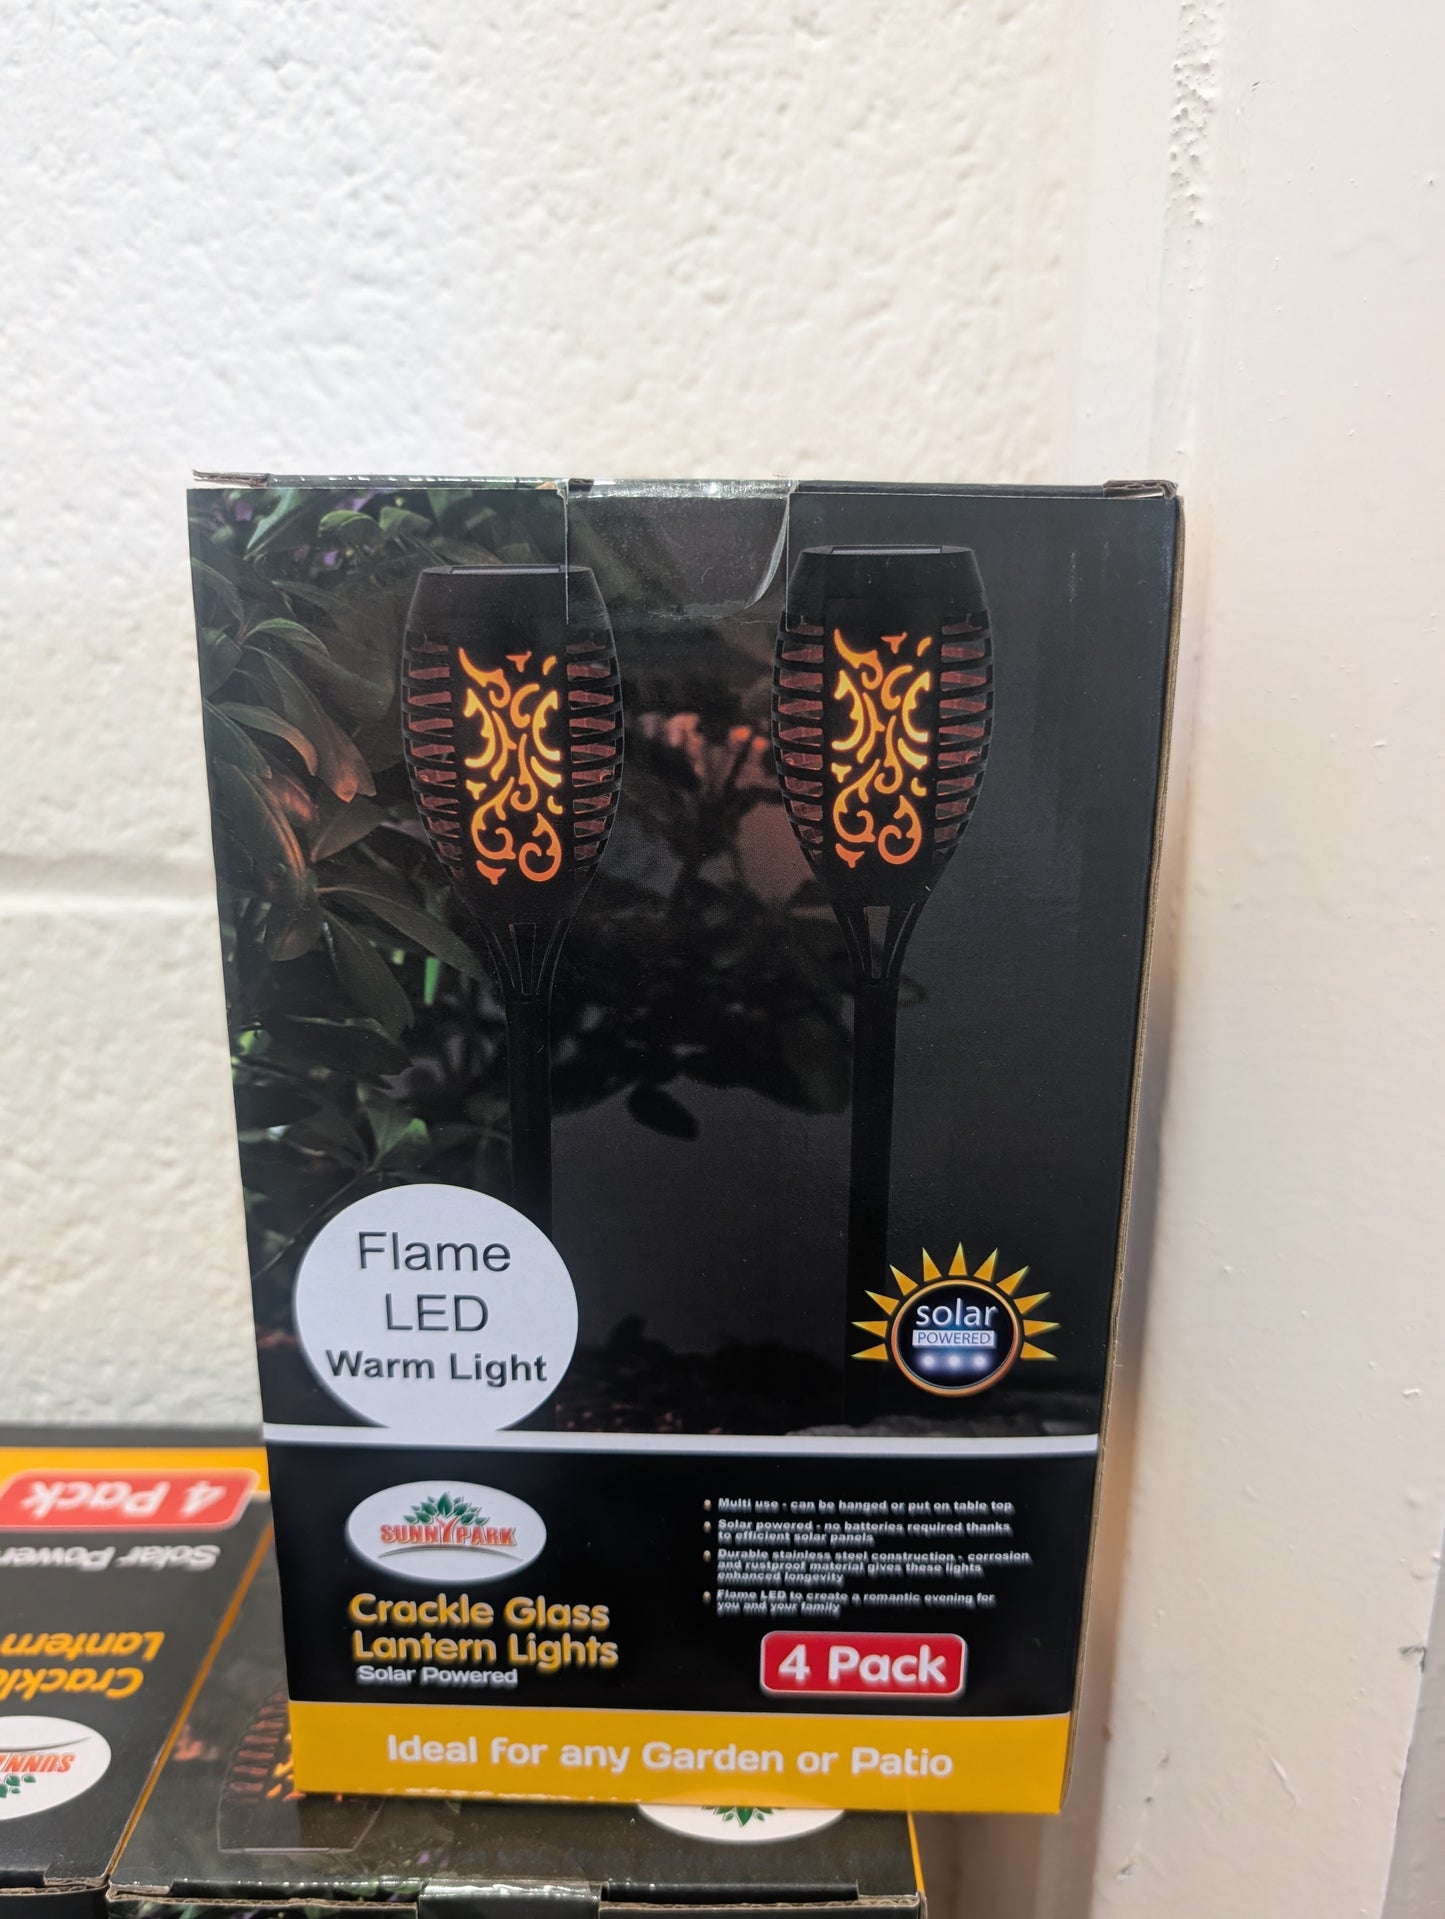 Flame
LED
Warm Light
solar
POWERED
SUNNYPARK
Crackle Glass
Lantern Lights
Solar Powered
Multi use - can be hanged or put on table top
Solar powered - no batteries required thanks
to efficient solar panels
Durable stainless steel construction - corrosion
and rustproof material gives these lights
enhanced longevity
Flame LED to create a romantic evening for
you and your family
4 Pack
Ideal for any Garden or Patio
4 Pack
Solar Power
Lantern
Crackl
SUNN